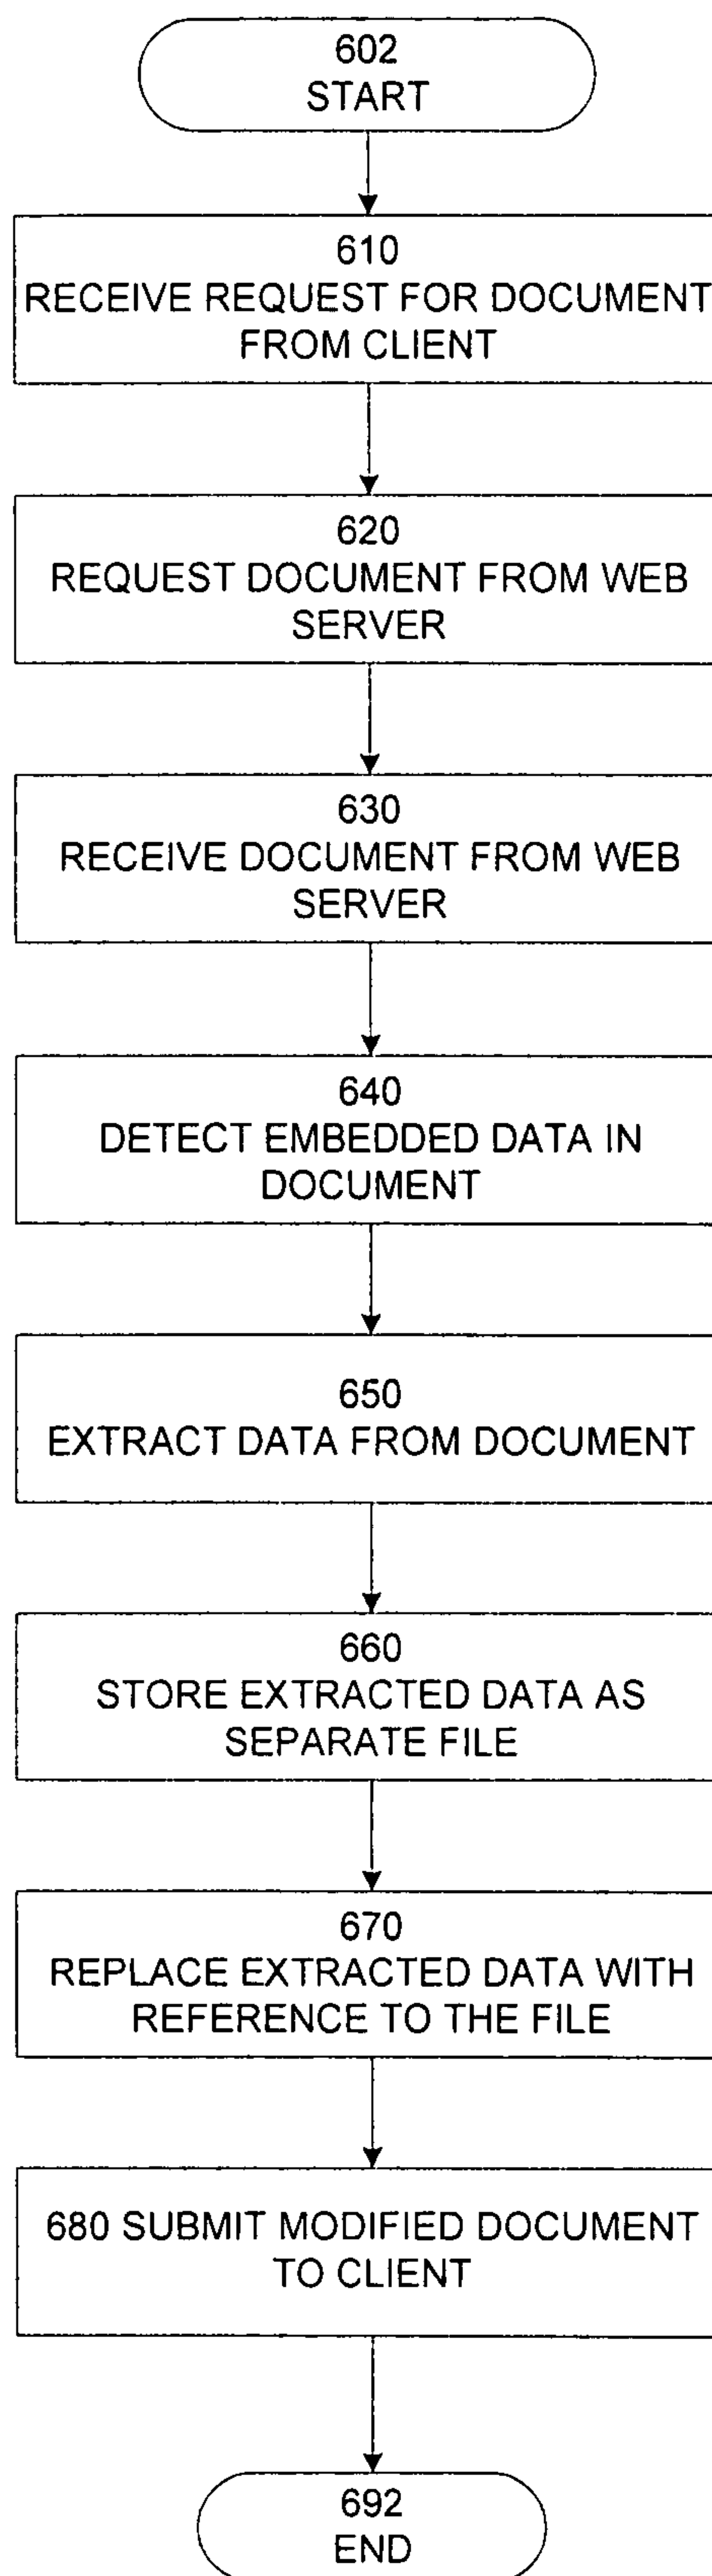 602
START
610
RECEIVE REQUEST FOR DOCUMENT
FROM CLIENT
620
REQUEST DOCUMENT FROM WEB
SERVER
630
RECEIVE DOCUMENT FROM WEB
SERVER
640
DETECT EMBEDDED DATA IN
DOCUMENT
650
EXTRACT DATA FROM DOCUMENT
660
STORE EXTRACTED DATA AS
SEPARATE FILE
670
REPLACE EXTRACTED DATA WITH
REFERENCE TO THE FILE
680 SUBMIT MODIFIED DOCUMENT
TO CLIENT
692
END